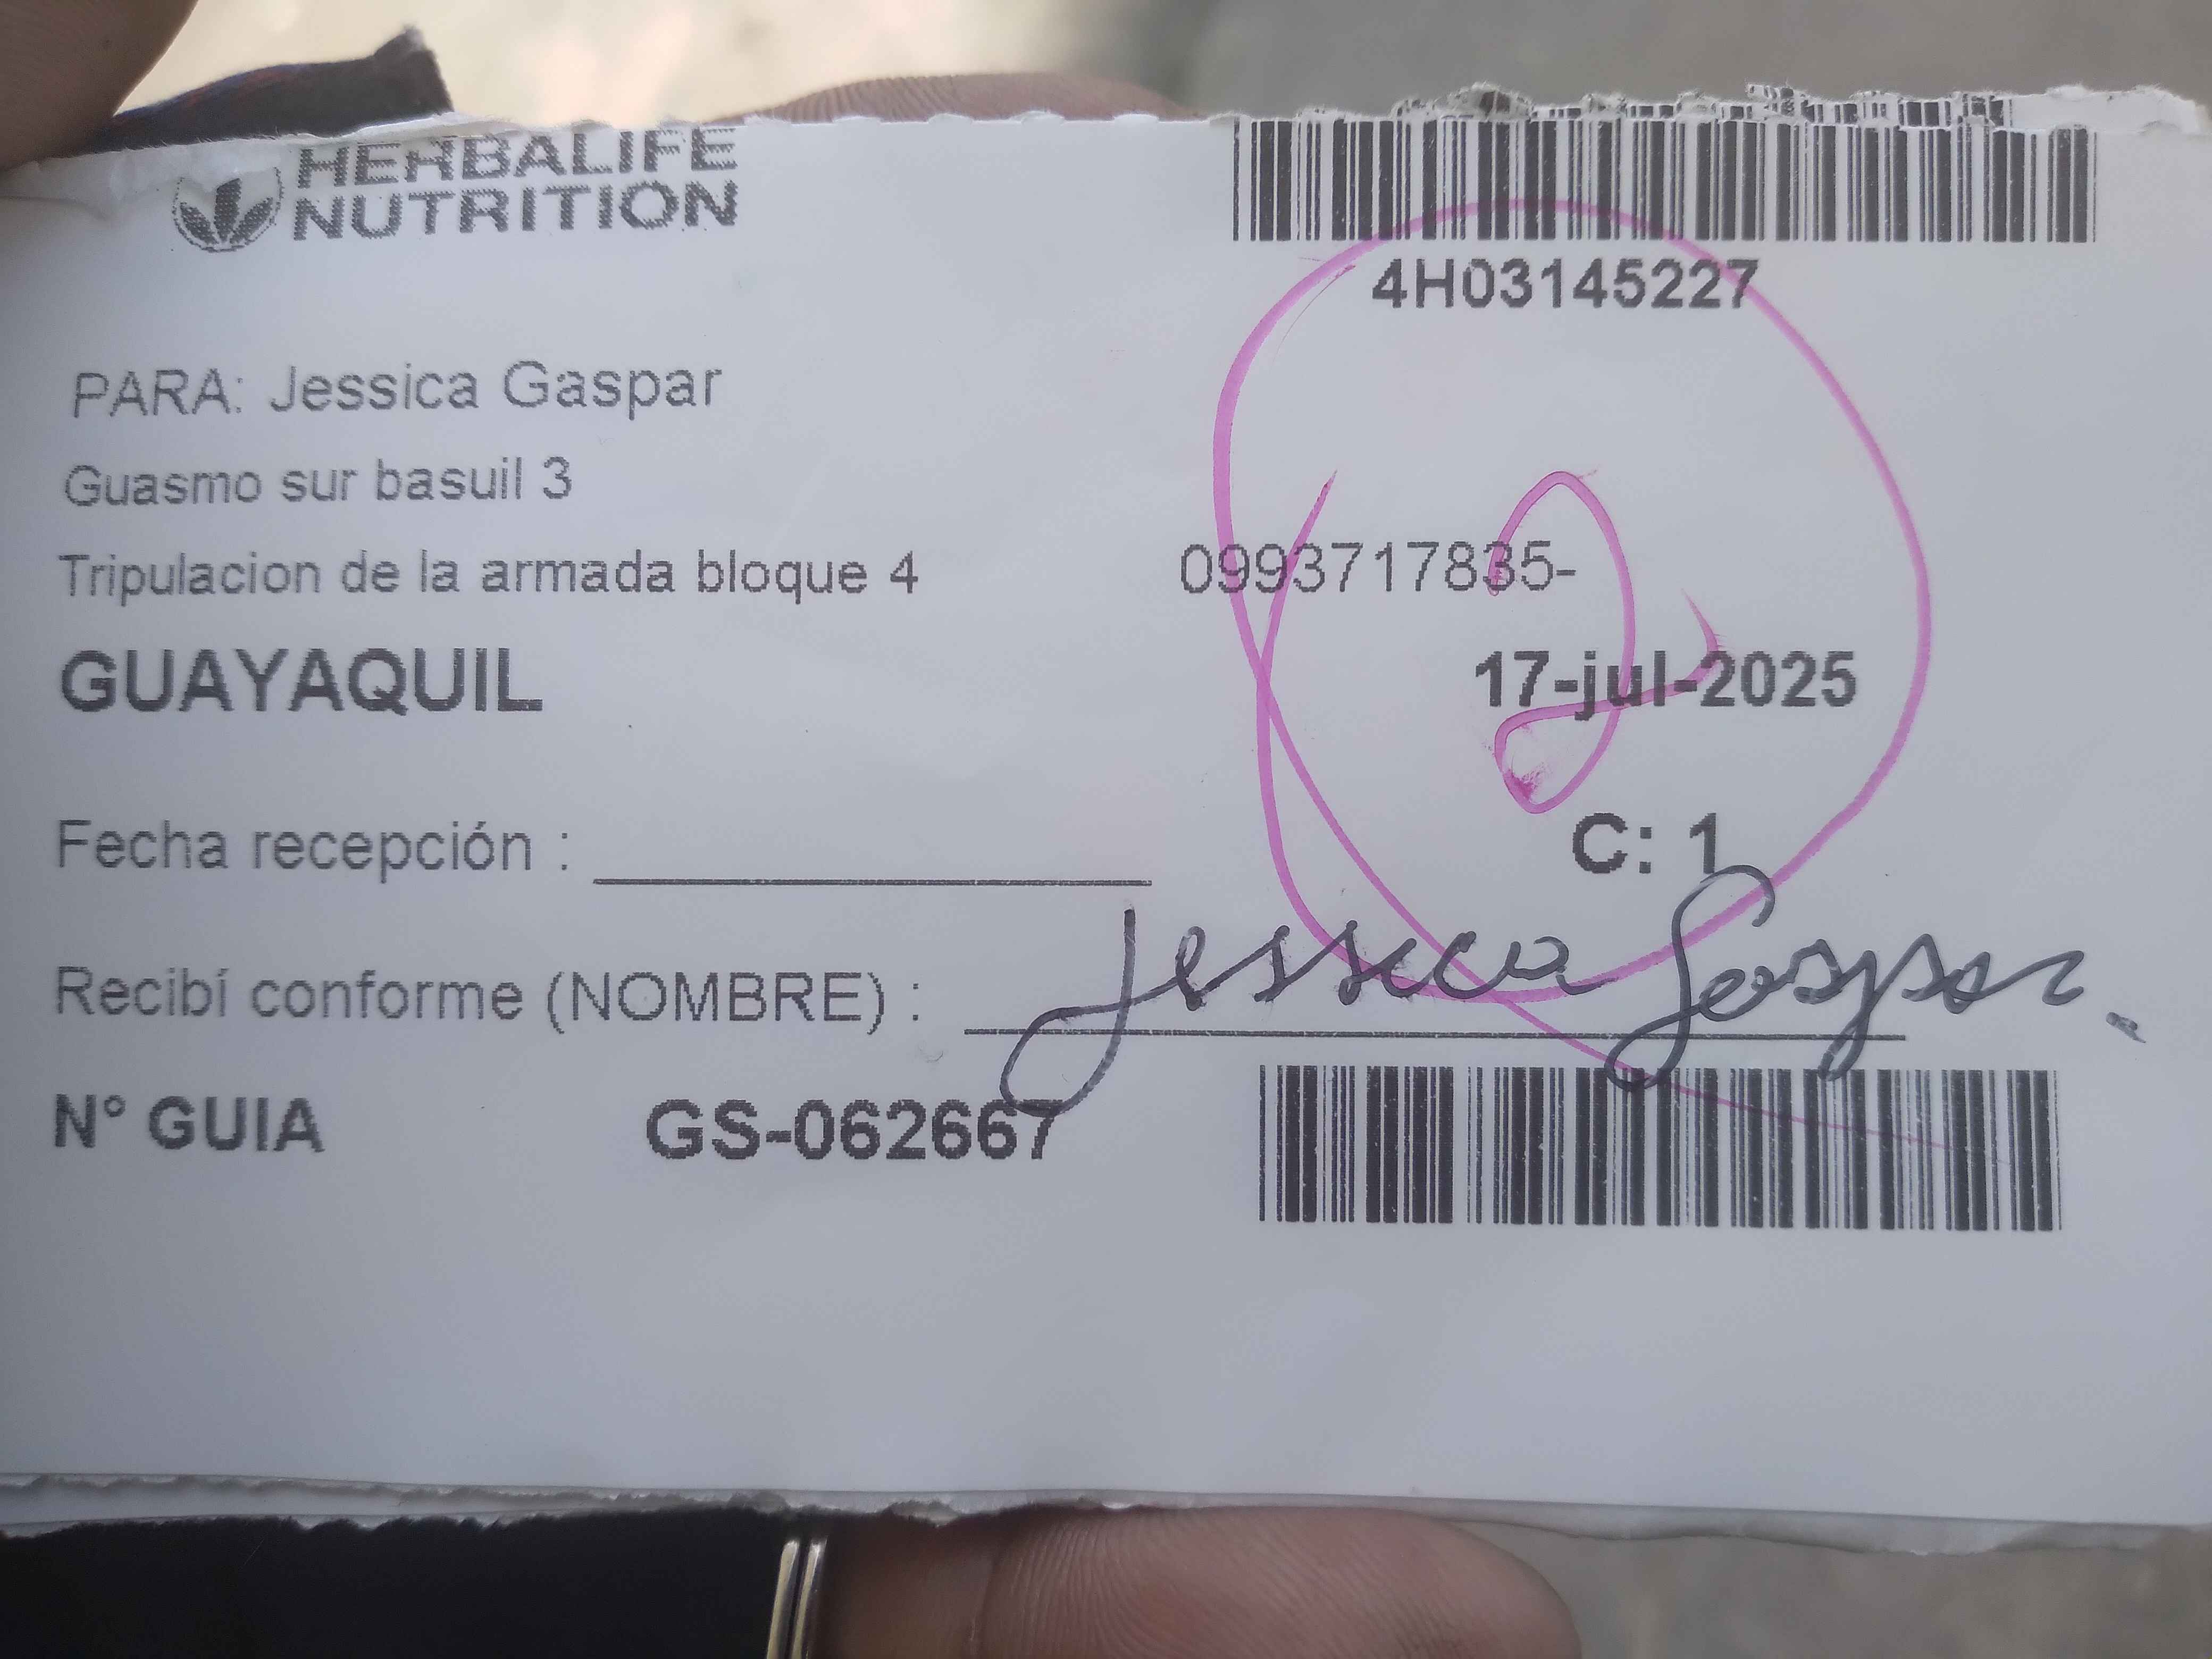 HERBALIFE
NUTRITION
4H03145227
PARA: Jessica Gaspar
Guasmo sur basuil 3
Tripulacion de la armada bloque 4 0993717835-
GUAYAQUIL 17-jul-2025
2
C: 1
Fecha recepción :
Recibí conforme (NOMBRE) : Jessica Gaspar.
N° GUIA GS-062667